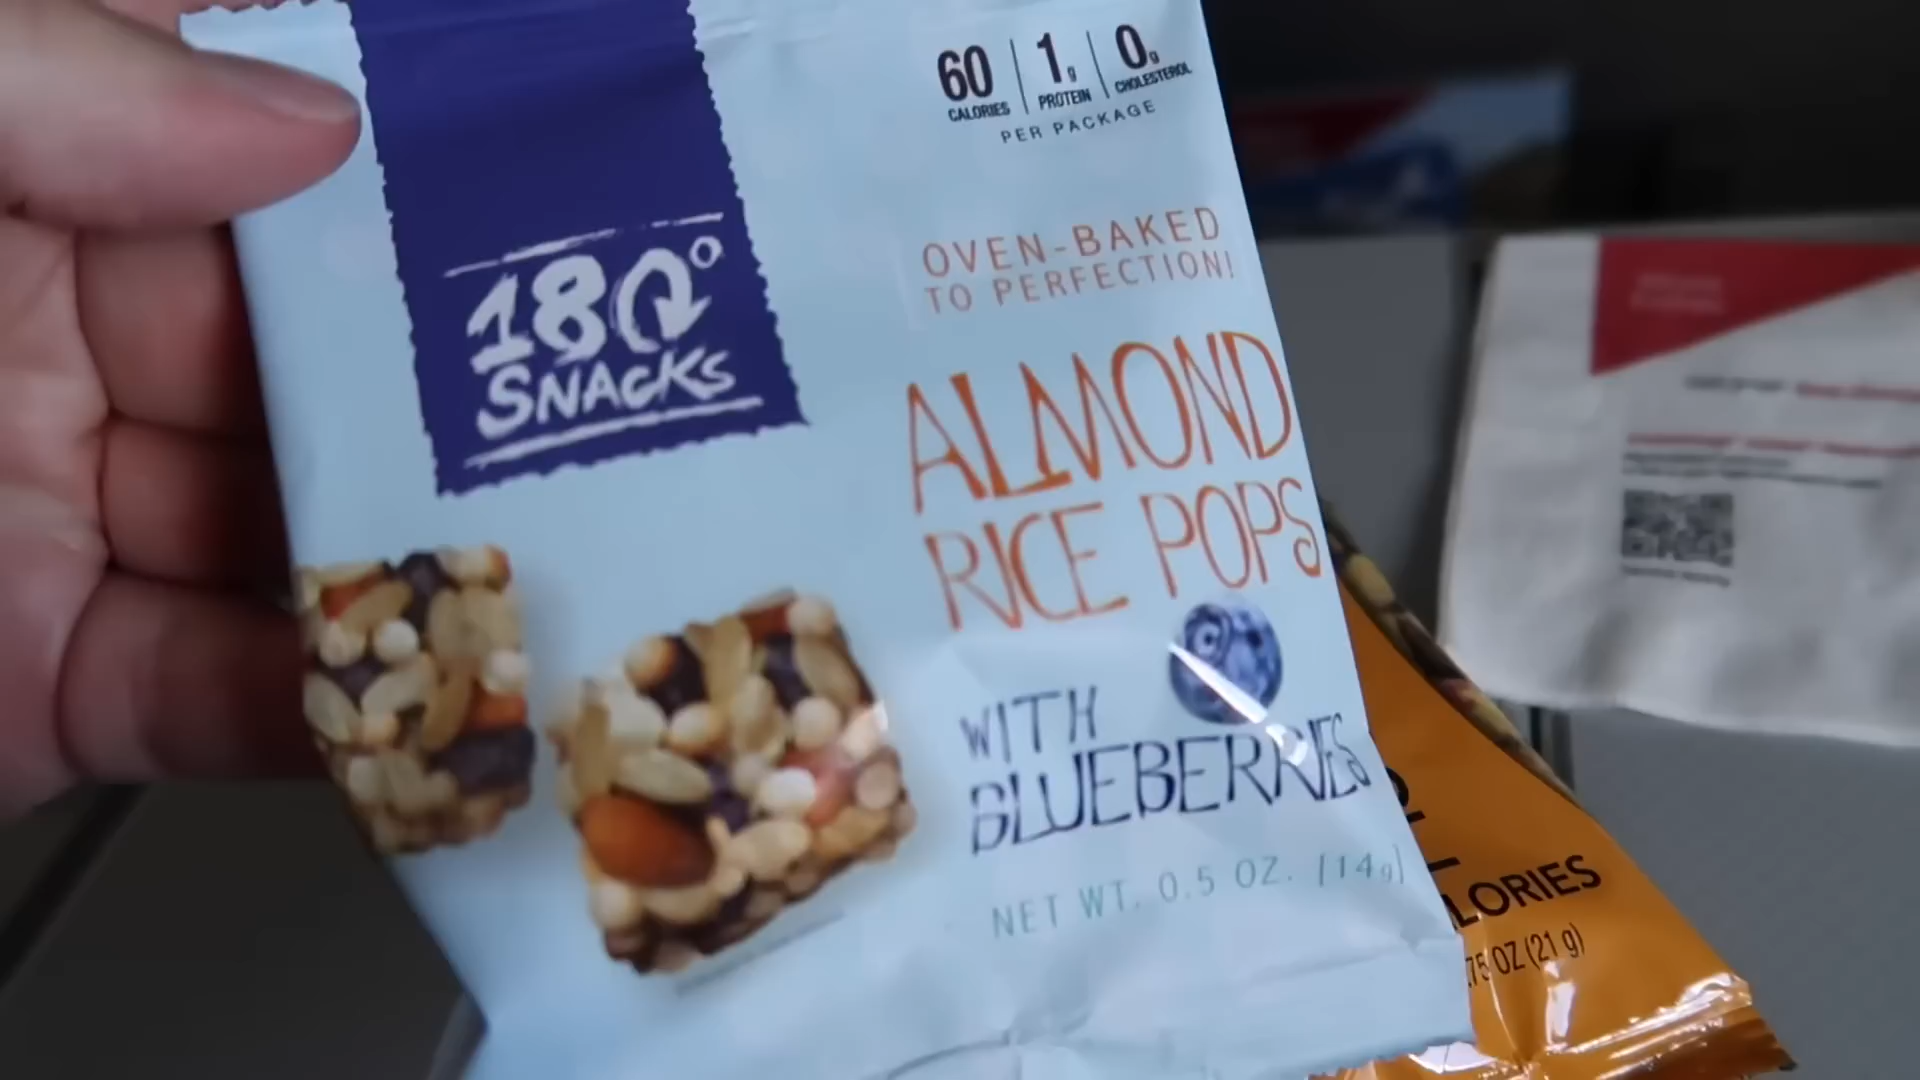 60 1g 0g
CALORIES PROTEIN CHOLESTEROL
PER PACKAGE
180°
SNACKS
OVEN-BAKED
TO PERFECTION!
ALMOND
RICE POPS
WITH
BLUEBERRIES
NET WT. 0.5 OZ. (14g)
LORIES
.75 OZ (21 g)